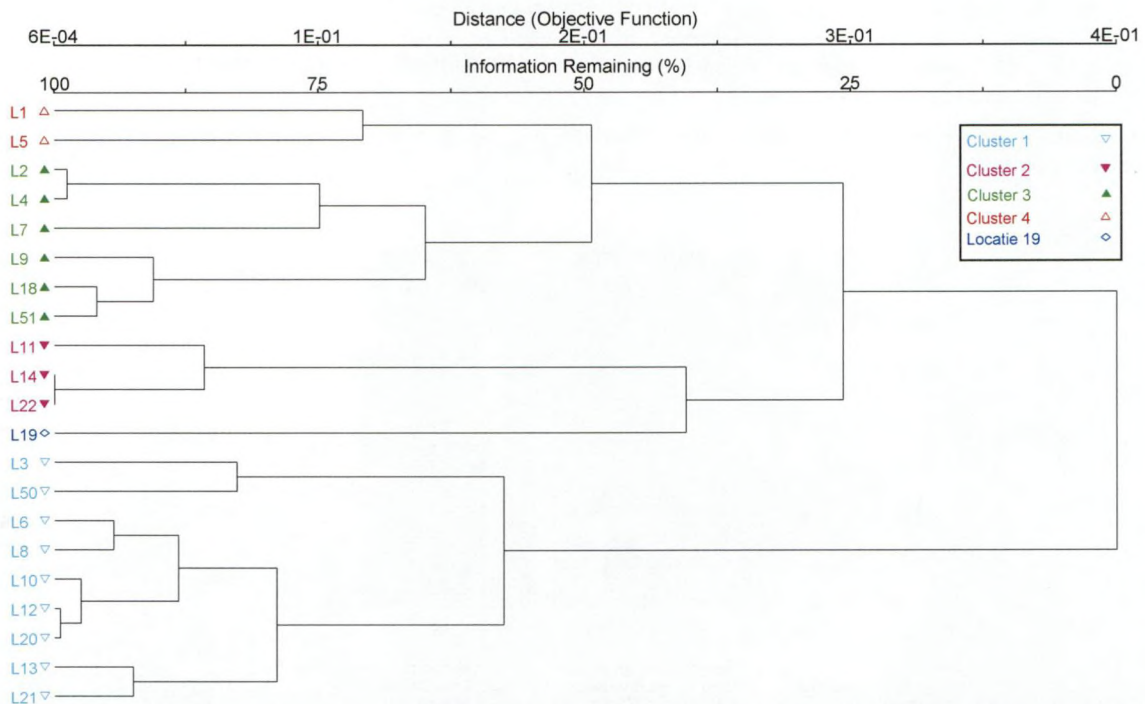 Distance (Objective Function)
6E-04 1E-01 2E-01 3E-01 4E-01
Information Remaining (%)
100 75 50 25 0
L1
L5
L2
L4
L7
L9
L18
L51
L11
L14
L22
L19
L3
L50
L6
L8
L10
L12
L20
L13
L21
Cluster 1
Cluster 2
Cluster 3
Cluster 4
Locatie 19